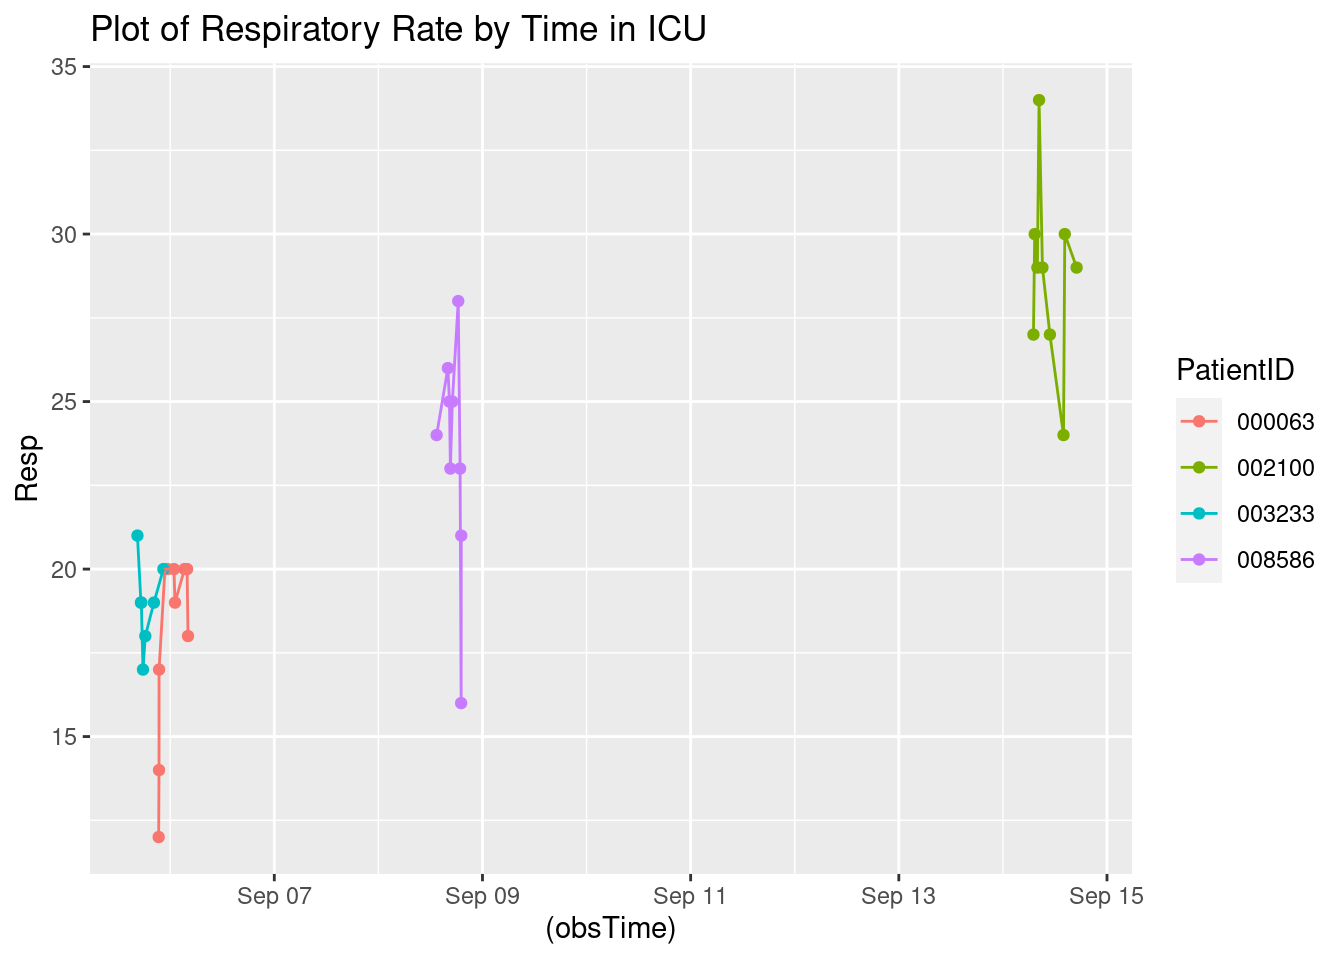 Plot of Respiratory Rate by Time in ICU
35
30
25
20
15
Resp
Sep 07
Sep 09
Sep 11
Sep 13
Sep 15
(obsTime)
PatientID
000063
002100
003233
008586